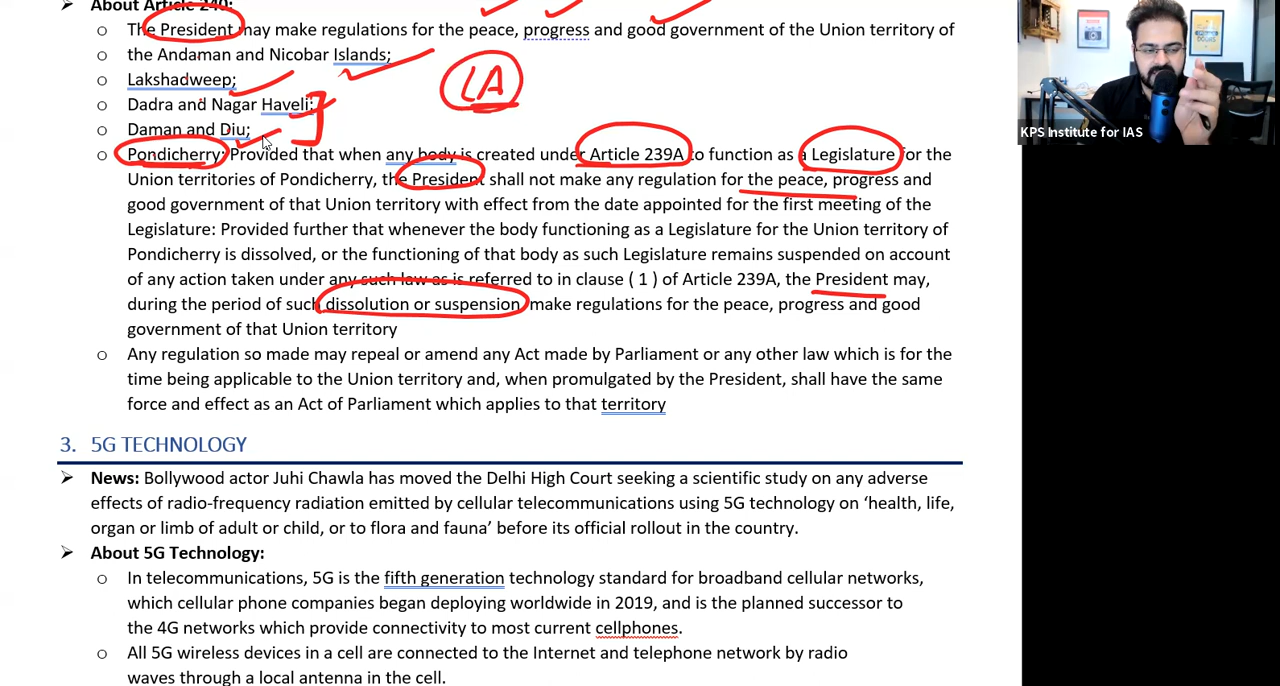 ➤ About Article 240:
o The President may make regulations for the peace, progress and good government of the Union territory of
o the Andaman and Nicobar Islands;
o Lakshadweep;
o Dadra and Nagar Haveli;
o Daman and Diu;
LA
o Pondicherry: Provided that when any body is created under Article 239A to function as a Legislature for the
Union territories of Pondicherry, the President shall not make any regulation for the peace, progress and
good government of that Union territory with effect from the date appointed for the first meeting of the
Legislature: Provided further that whenever the body functioning as a Legislature for the Union territory of
Pondicherry is dissolved, or the functioning of that body as such Legislature remains suspended on account
of any action taken under any such law as is referred to in clause ( 1 ) of Article 239A, the President may,
during the period of such dissolution or suspension, make regulations for the peace, progress and good
government of that Union territory
o Any regulation so made may repeal or amend any Act made by Parliament or any other law which is for the
time being applicable to the Union territory and, when promulgated by the President, shall have the same
force and effect as an Act of Parliament which applies to that territory
3. 5G TECHNOLOGY
➤ News: Bollywood actor Juhi Chawla has moved the Delhi High Court seeking a scientific study on any adverse
effects of radio-frequency radiation emitted by cellular telecommunications using 5G technology on ‘health, life,
organ or limb of adult or child, or to flora and fauna’ before its official rollout in the country.
➤ About 5G Technology:
o In telecommunications, 5G is the fifth generation technology standard for broadband cellular networks,
which cellular phone companies began deploying worldwide in 2019, and is the planned successor to
the 4G networks which provide connectivity to most current cellphones.
o All 5G wireless devices in a cell are connected to the Internet and telephone network by radio
waves through a local antenna in the cell.
KPS Institute for IAS